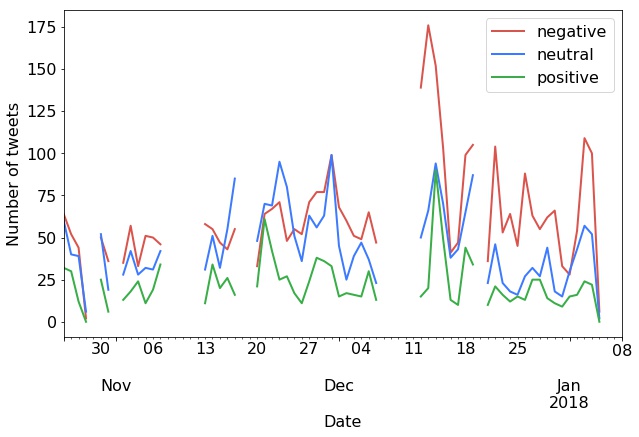 175
150
125
100
75
50
25
0
Number of tweets
negative
neutral
positive
30 06 13 20 27 04 11 18 25 08
Nov Dec Jan
2018
Date